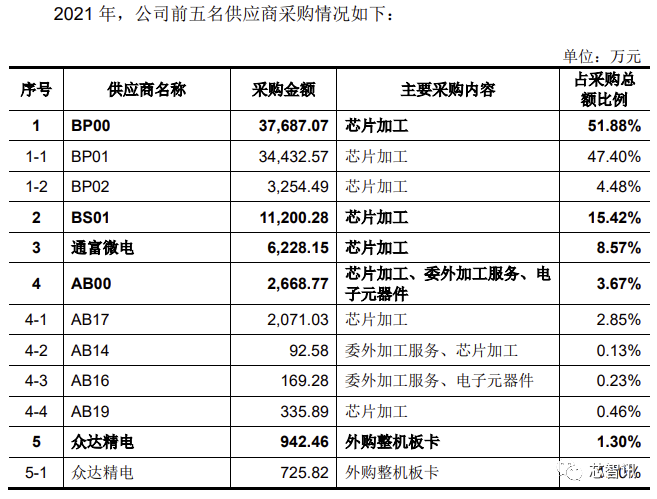 2021 年，公司前五名供应商采购情况如下：
单位：万元
序号 供应商名称 采购金额 主要采购内容 占采购总
额比例
1 BP00 37,687.07 芯片加工 51.88%
1-1 BP01 34,432.57 芯片加工 47.40%
1-2 BP02 3,254.49 芯片加工 4.48%
2 BS01 11,200.28 芯片加工 15.42%
3 通富微电 6,228.15 芯片加工 8.57%
4 AB00 2,668.77 芯片加工、委外加工服务、电
子元器件 3.67%
4-1 AB17 2,071.03 芯片加工 2.85%
4-2 AB14 92.58 委外加工服务、芯片加工 0.13%
4-3 AB16 169.28 委外加工服务、电子元器件 0.23%
4-4 AB19 335.89 芯片加工 0.46%
5 众达精电 942.46 外购整机板卡 1.30%
5-1 众达精电 725.82 外购整机板卡